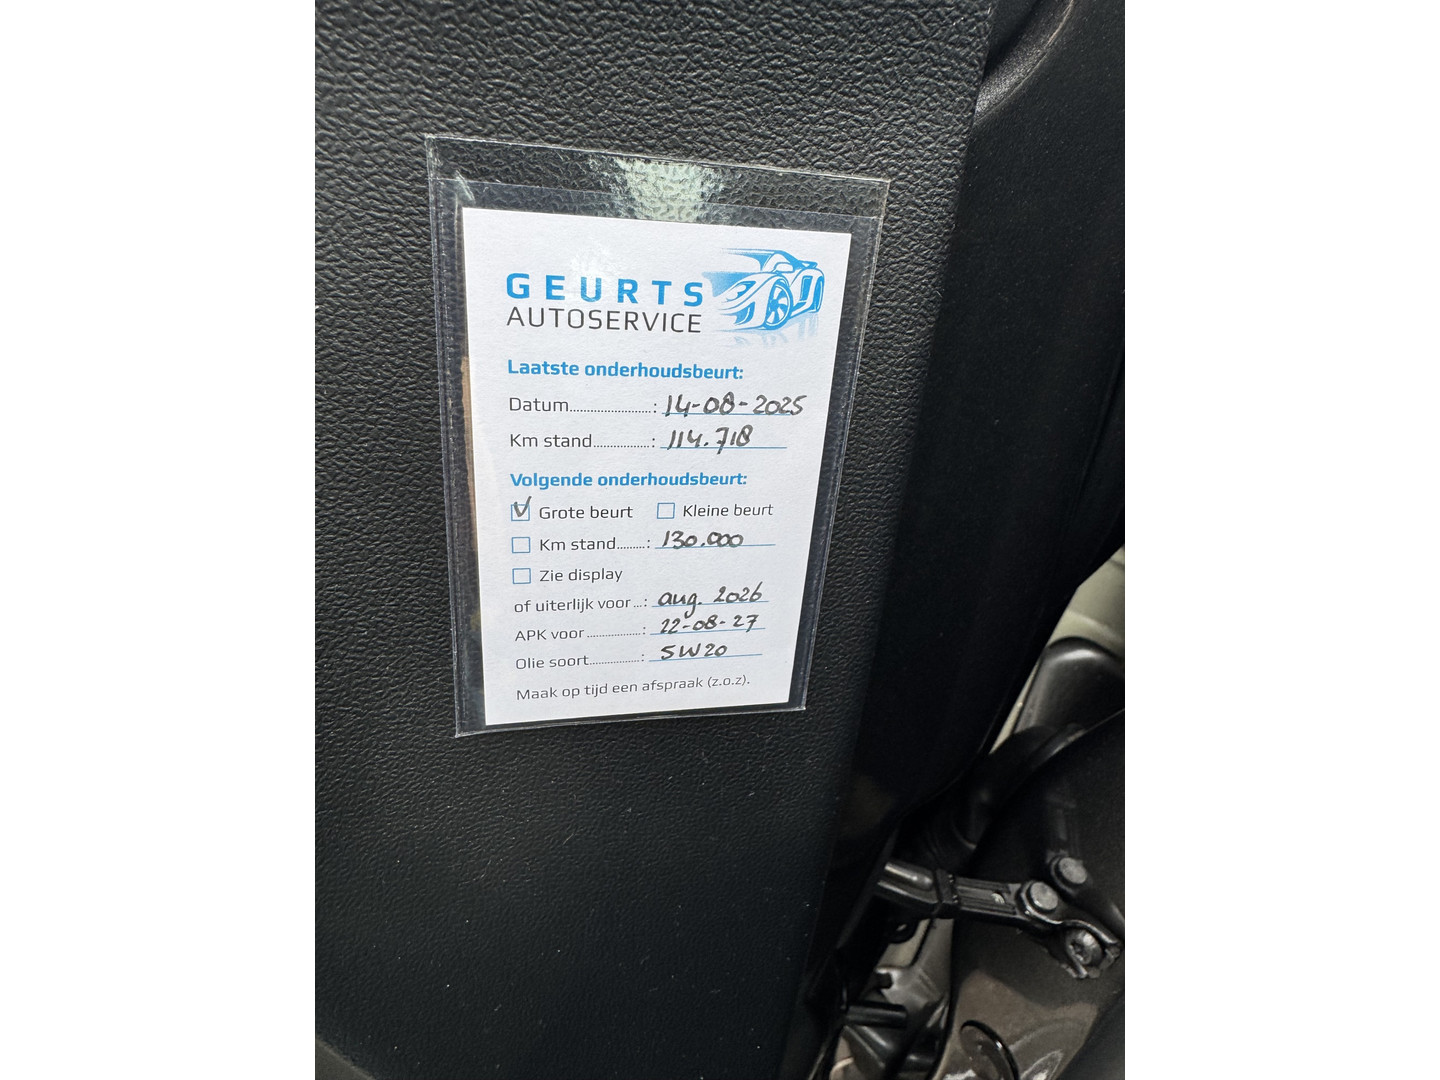 GEURTS
AUTOSERVICE
Laatste onderhoudsbeurt:
Datum........................: 14-08-2025
Km stand.................: 114.718
Volgende onderhoudsbeurt:
V Grote beurt Kleine beurt
Km stand.........: 130.000
Zie display
of uiterlijk voor...: aug. 2026
APK voor.................: 22-08-27
Olie soort................: 5W20
Maak op tijd een afspraak (z.o.z).